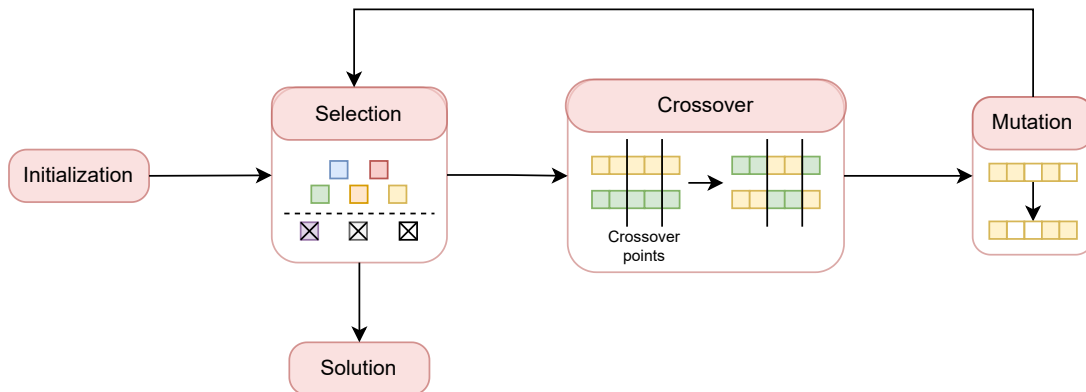 Initialization
Selection
Crossover
Crossover
points
Mutation
Solution